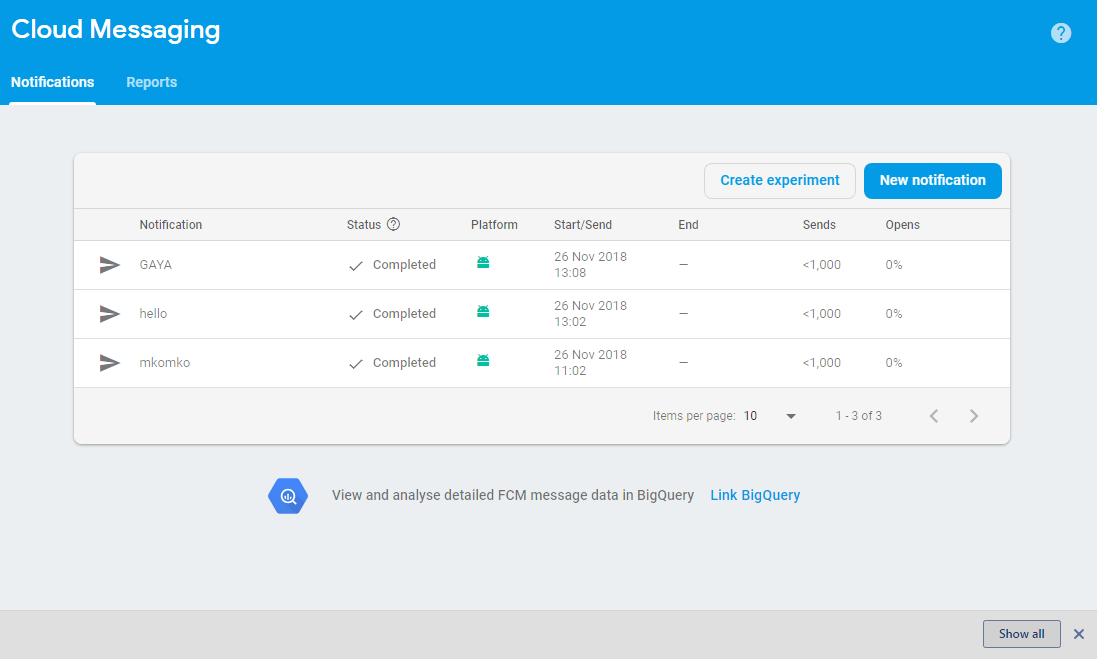 Cloud Messaging
?
Notifications Reports
Create experiment New notification
Notification Status ? Platform Start/Send End Sends Opens
GAYA Completed 26 Nov 2018 13:08 — <1,000 0%
hello Completed 26 Nov 2018 13:02 — <1,000 0%
mkomko Completed 26 Nov 2018 11:02 — <1,000 0%
Items per page: 10 1 - 3 of 3
View and analyse detailed FCM message data in BigQuery Link BigQuery
Show all